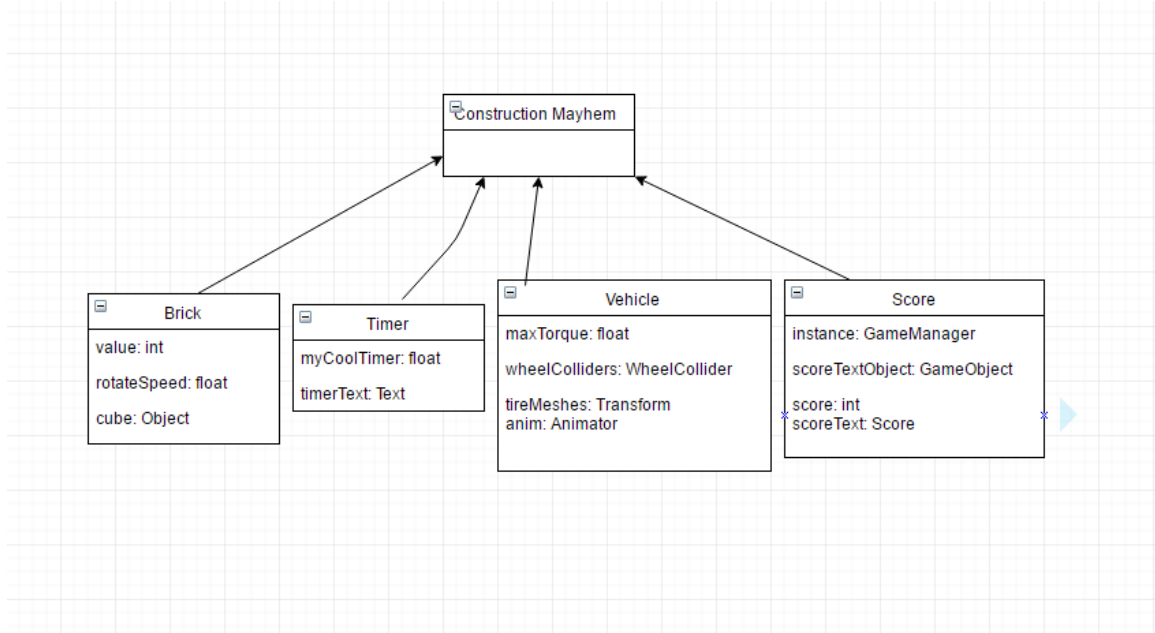 Construction Mayhem
Brick
value: int
rotateSpeed: float
cube: Object
Timer
myCoolTimer: float
timerText: Text
Vehicle
maxTorque: float
wheelColliders: WheelCollider
tireMeshes: Transform
anim: Animator
Score
instance: GameManager
scoreTextObject: GameObject
score: int
scoreText: Score